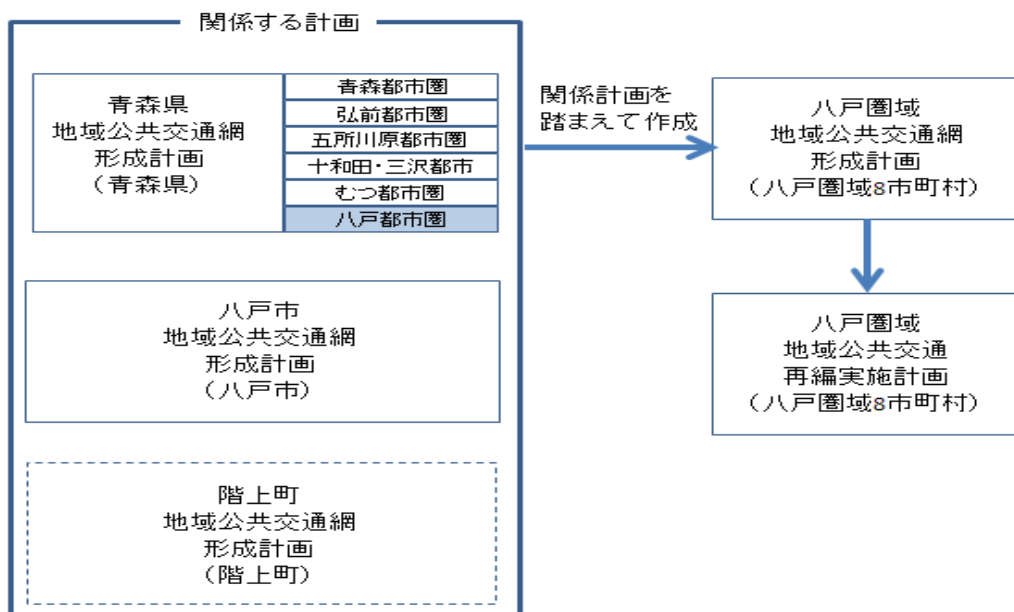 関係する計画
青森県
地域公共交通網
形成計画
(青森県)
青森都市圏
弘前都市圏
五所川原都市圏
十和田・三沢都市
むつ都市圏
八戸都市圏
八戸市
地域公共交通網
形成計画
(八戸市)
階上町
地域公共交通網
形成計画
(階上町)
関係計画を
踏まえて作成
八戸圏域
地域公共交通網
形成計画
(八戸圏域8市町村)
八戸圏域
地域公共交通
再編実施計画
(八戸圏域8市町村)